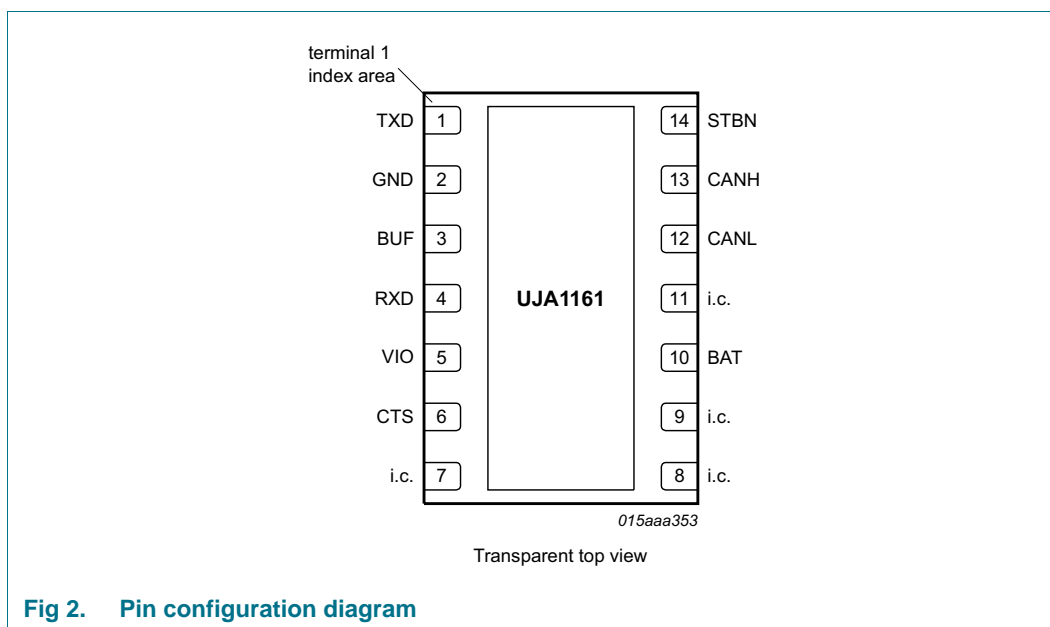 terminal 1
index area
TXD 1
GND 2
BUF 3
RXD 4
VIO 5
CTS 6
i.c. 7
UJA1161
14 STBN
13 CANH
12 CANL
11 i.c.
10 BAT
9 i.c.
8 i.c.
015aaa353
Transparent top view
Fig 2. Pin configuration diagram